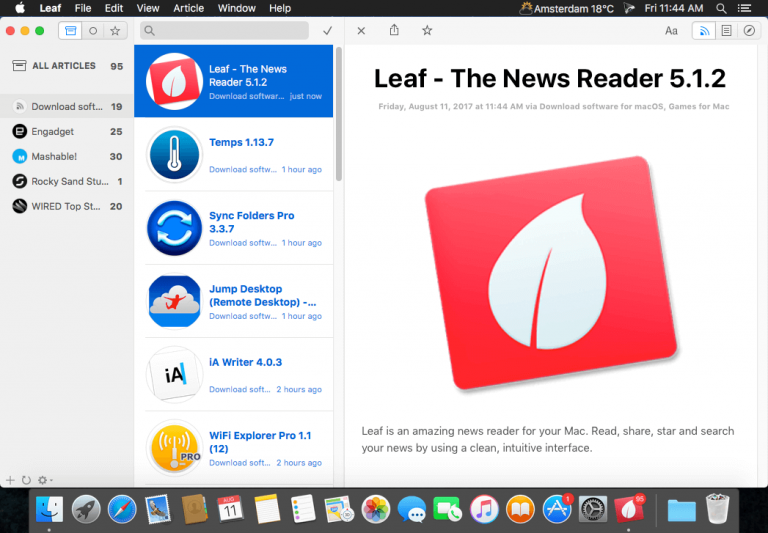 Leaf File Edit View Article Window Help Amsterdam 18°C Fri 11:44 AM
Aa
ALL ARTICLES 95
Download soft... 19
Engadget 25
Mashable! 30
Rocky Sand Stu... 1
WIRED Top St... 20
Leaf - The News
Reader 5.1.2
Download softwar... just now
Temps 1.13.7
Download softw... 1 hour ago
Sync Folders Pro
3.3.7
Download softw... 1 hour ago
Jump Desktop
(Remote Desktop) -...
Download softw... 1 hour ago
iA
iA Writer 4.0.3
Download soft... 2 hours ago
PRO
WiFi Explorer Pro 1.1
(12)
Download soft... 2 hours ago
Leaf - The News Reader 5.1.2
Friday, August 11, 2017 at 11:44 AM via Download software for macOS, Games for Mac
Leaf is an amazing news reader for your Mac. Read, share, star and search
your news by using a clean, intuitive interface.
AUG
11
1
95